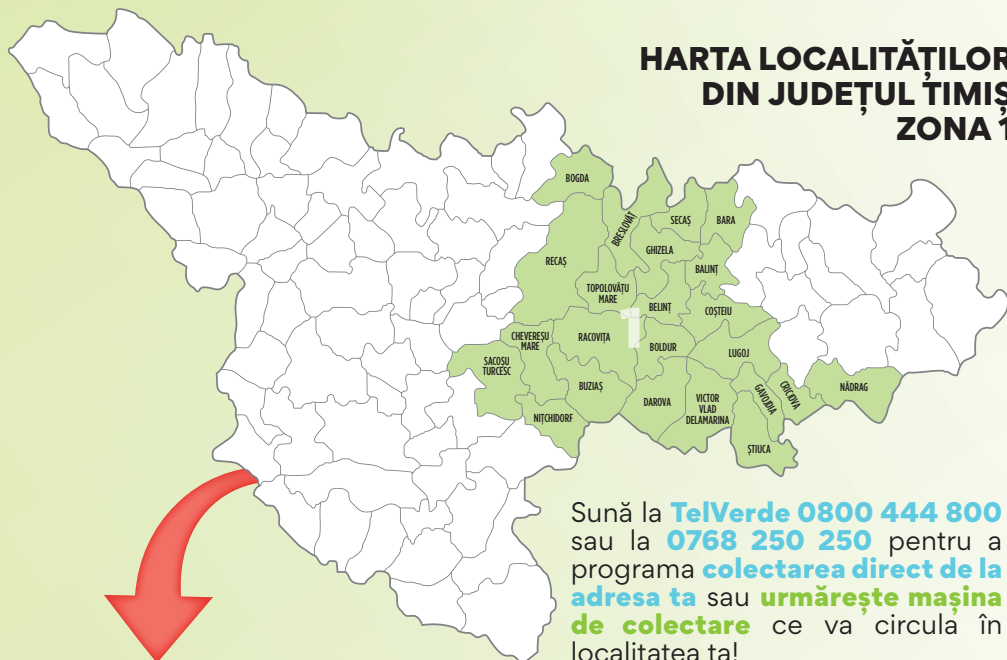 HARTA LOCALITĂȚILOR
DIN JUDEȚUL TIMIȘ
ZONA 1
BOGDA
BREȘLOVĂȚ
SECAȘ
BARA
RECAȘ
GHIZELA
BALINȚ
TOPOLOVĂȚU
MARE
BELINȚ
COȘTEIU
1
CHEVEREȘU
MARE
RACOVIȚA
BOLDUR
LUGOJ
SACOȘU
TURCESC
BUZIAȘ
DAROVA
VICTOR
VLAD
DELAMARINA
GAVOJDIA
CRICIOVA
NĂDRAG
NIȚCHIDORF
ȘTIUCA
Sună la TelVerde 0800 444 800
sau la 0768 250 250 pentru a
programa colectarea direct de la
adresa ta sau urmărește mașina
de colectare ce va circula în
localitatea ta!